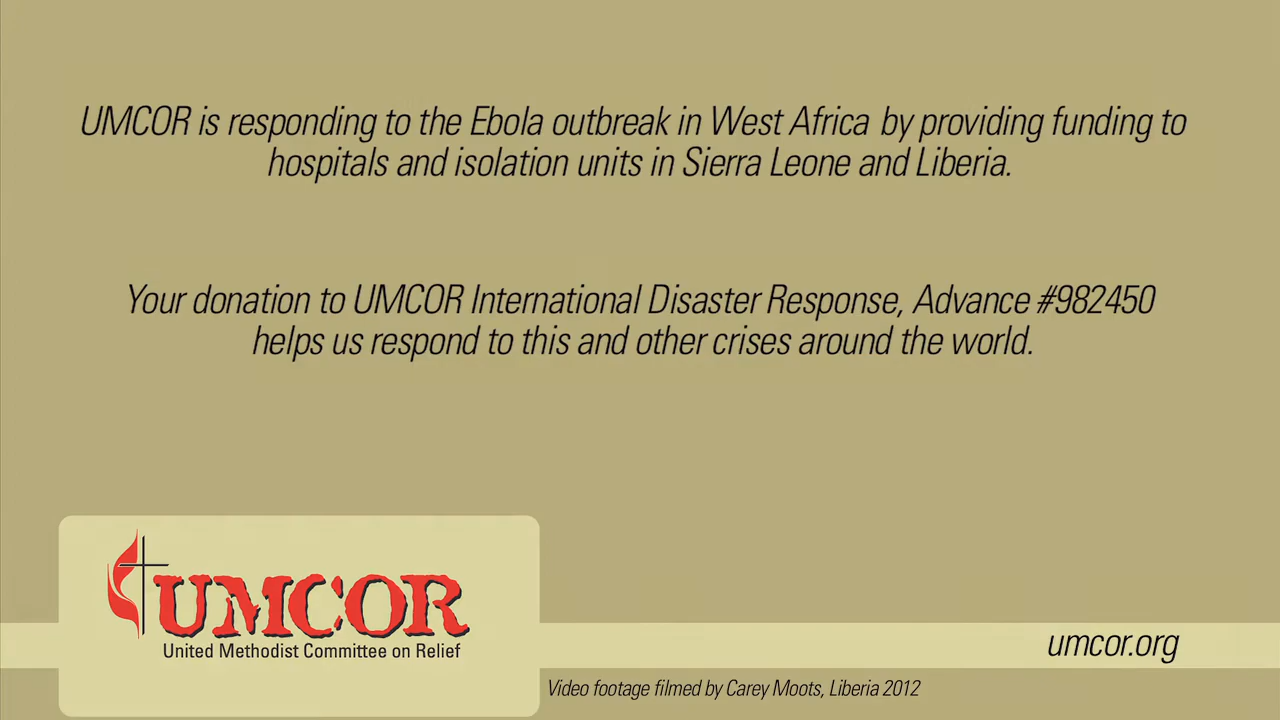 UMCOR is responding to the Ebola outbreak in West Africa by providing funding to
hospitals and isolation units in Sierra Leone and Liberia.
Your donation to UMCOR International Disaster Response, Advance #982450
helps us respond to this and other crises around the world.
UMCOR
United Methodist Committee on Relief
umcor.org
Video footage filmed by Carey Moots, Liberia 2012